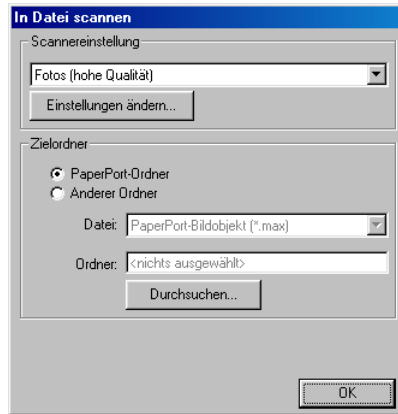 In Datei scannen
Scannereinstellung
Fotos (hohe Qualität)
Einstellungen ändern...
Zielordner
PaperPort-Ordner
Anderer Ordner
Datei: PaperPort-Bildobjekt (*.max)
Ordner: <nichts ausgewählt>
Durchsuchen...
OK